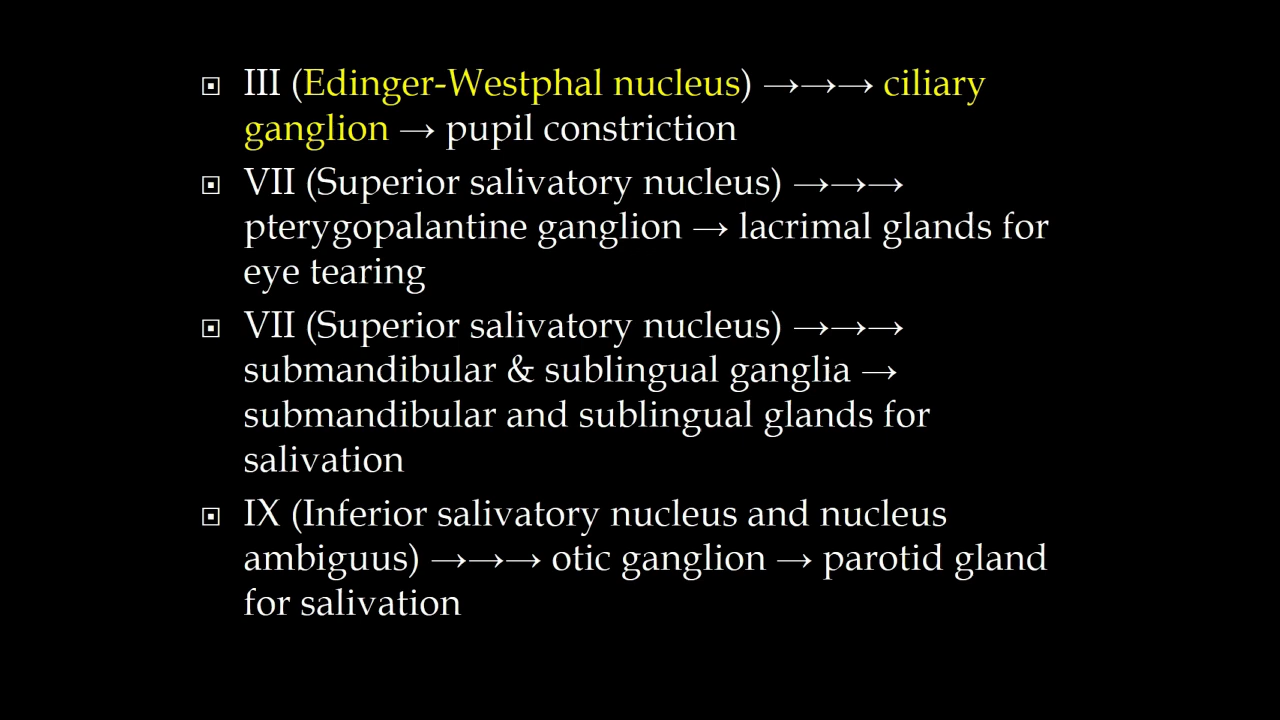 III (Edinger-Westphal nucleus) →→→ ciliary
ganglion → pupil constriction
VII (Superior salivatory nucleus) →→→
pterygopalantine ganglion → lacrimal glands for
eye tearing
VII (Superior salivatory nucleus) →→→
submandibular & sublingual ganglia →
submandibular and sublingual glands for
salivation
IX (Inferior salivatory nucleus and nucleus
ambiguus) →→→ otic ganglion → parotid gland
for salivation